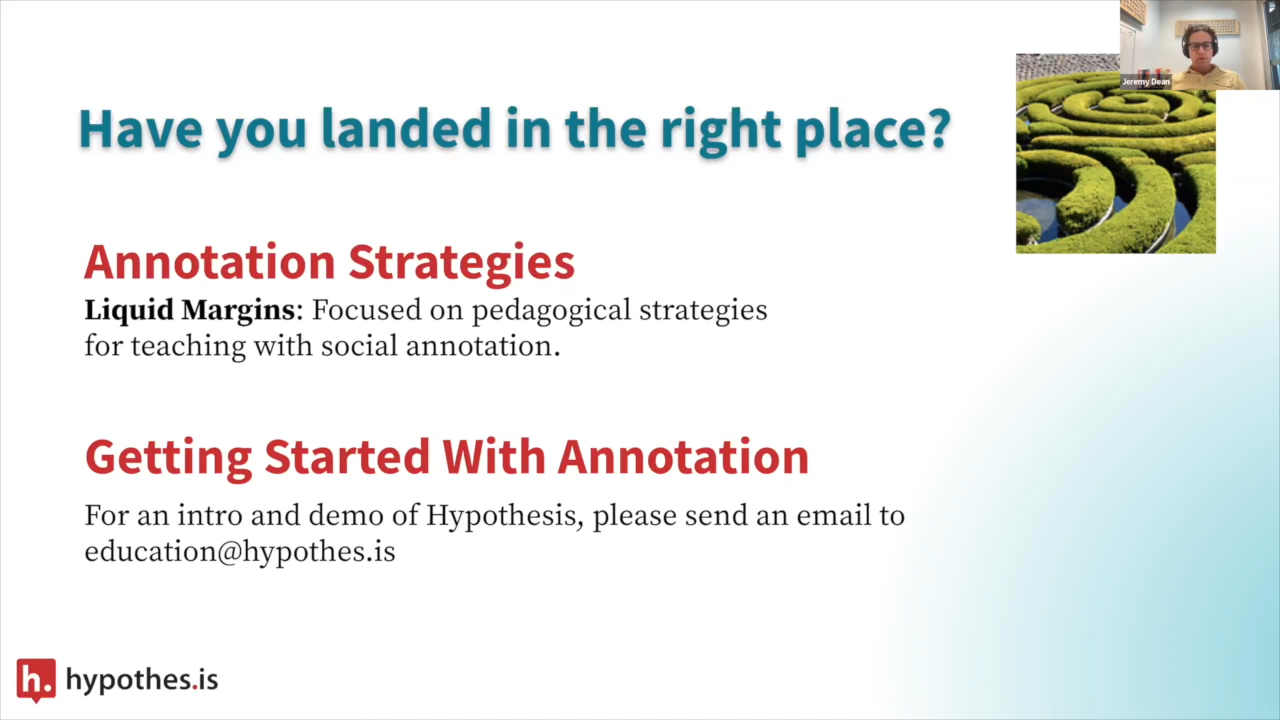 Jeremy Dean
Have you landed in the right place?
Annotation Strategies
Liquid Margins: Focused on pedagogical strategies
for teaching with social annotation.
Getting Started With Annotation
For an intro and demo of Hypothesis, please send an email to
education@hypothes.is
h.
hypothes.is